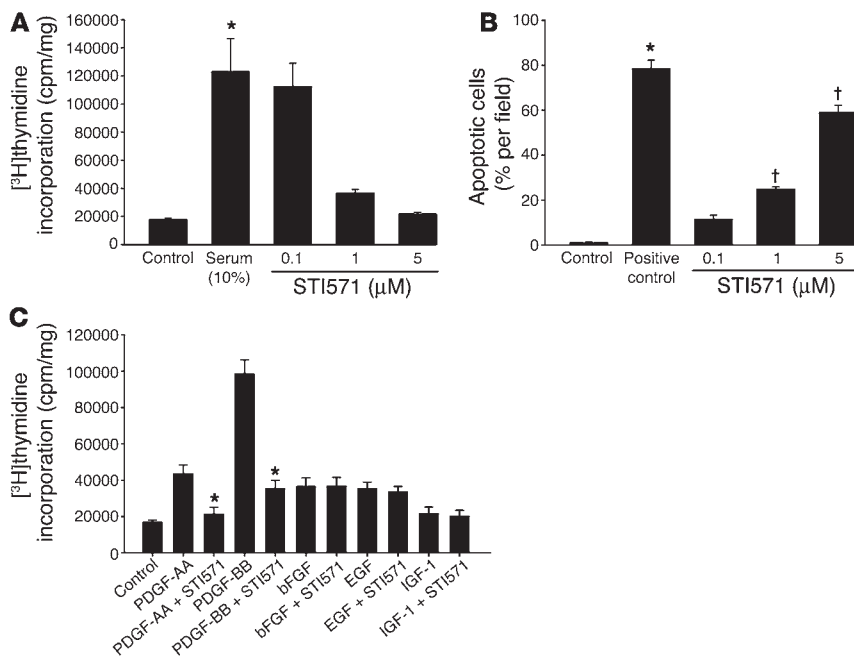 A
[³H]thymidine
incorporation (cpm/mg)
160000
140000
120000
100000
80000
60000
40000
20000
0
*
Control
Serum
(10%)
0.1
1
5
STI571 (μM)
B
Apoptotic cells
(% per field)
100
80
60
40
20
0
*
†
†
Control
Positive
control
0.1
1
5
STI571 (μM)
C
[³H]thymidine
incorporation (cpm/mg)
120000
100000
80000
60000
40000
20000
0
*
*
Control
PDGF-AA
PDGF-AA + STI571
PDGF-BB
PDGF-BB + STI571
bFGF
bFGF + STI571
EGF
EGF + STI571
IGF-1
IGF-1 + STI571